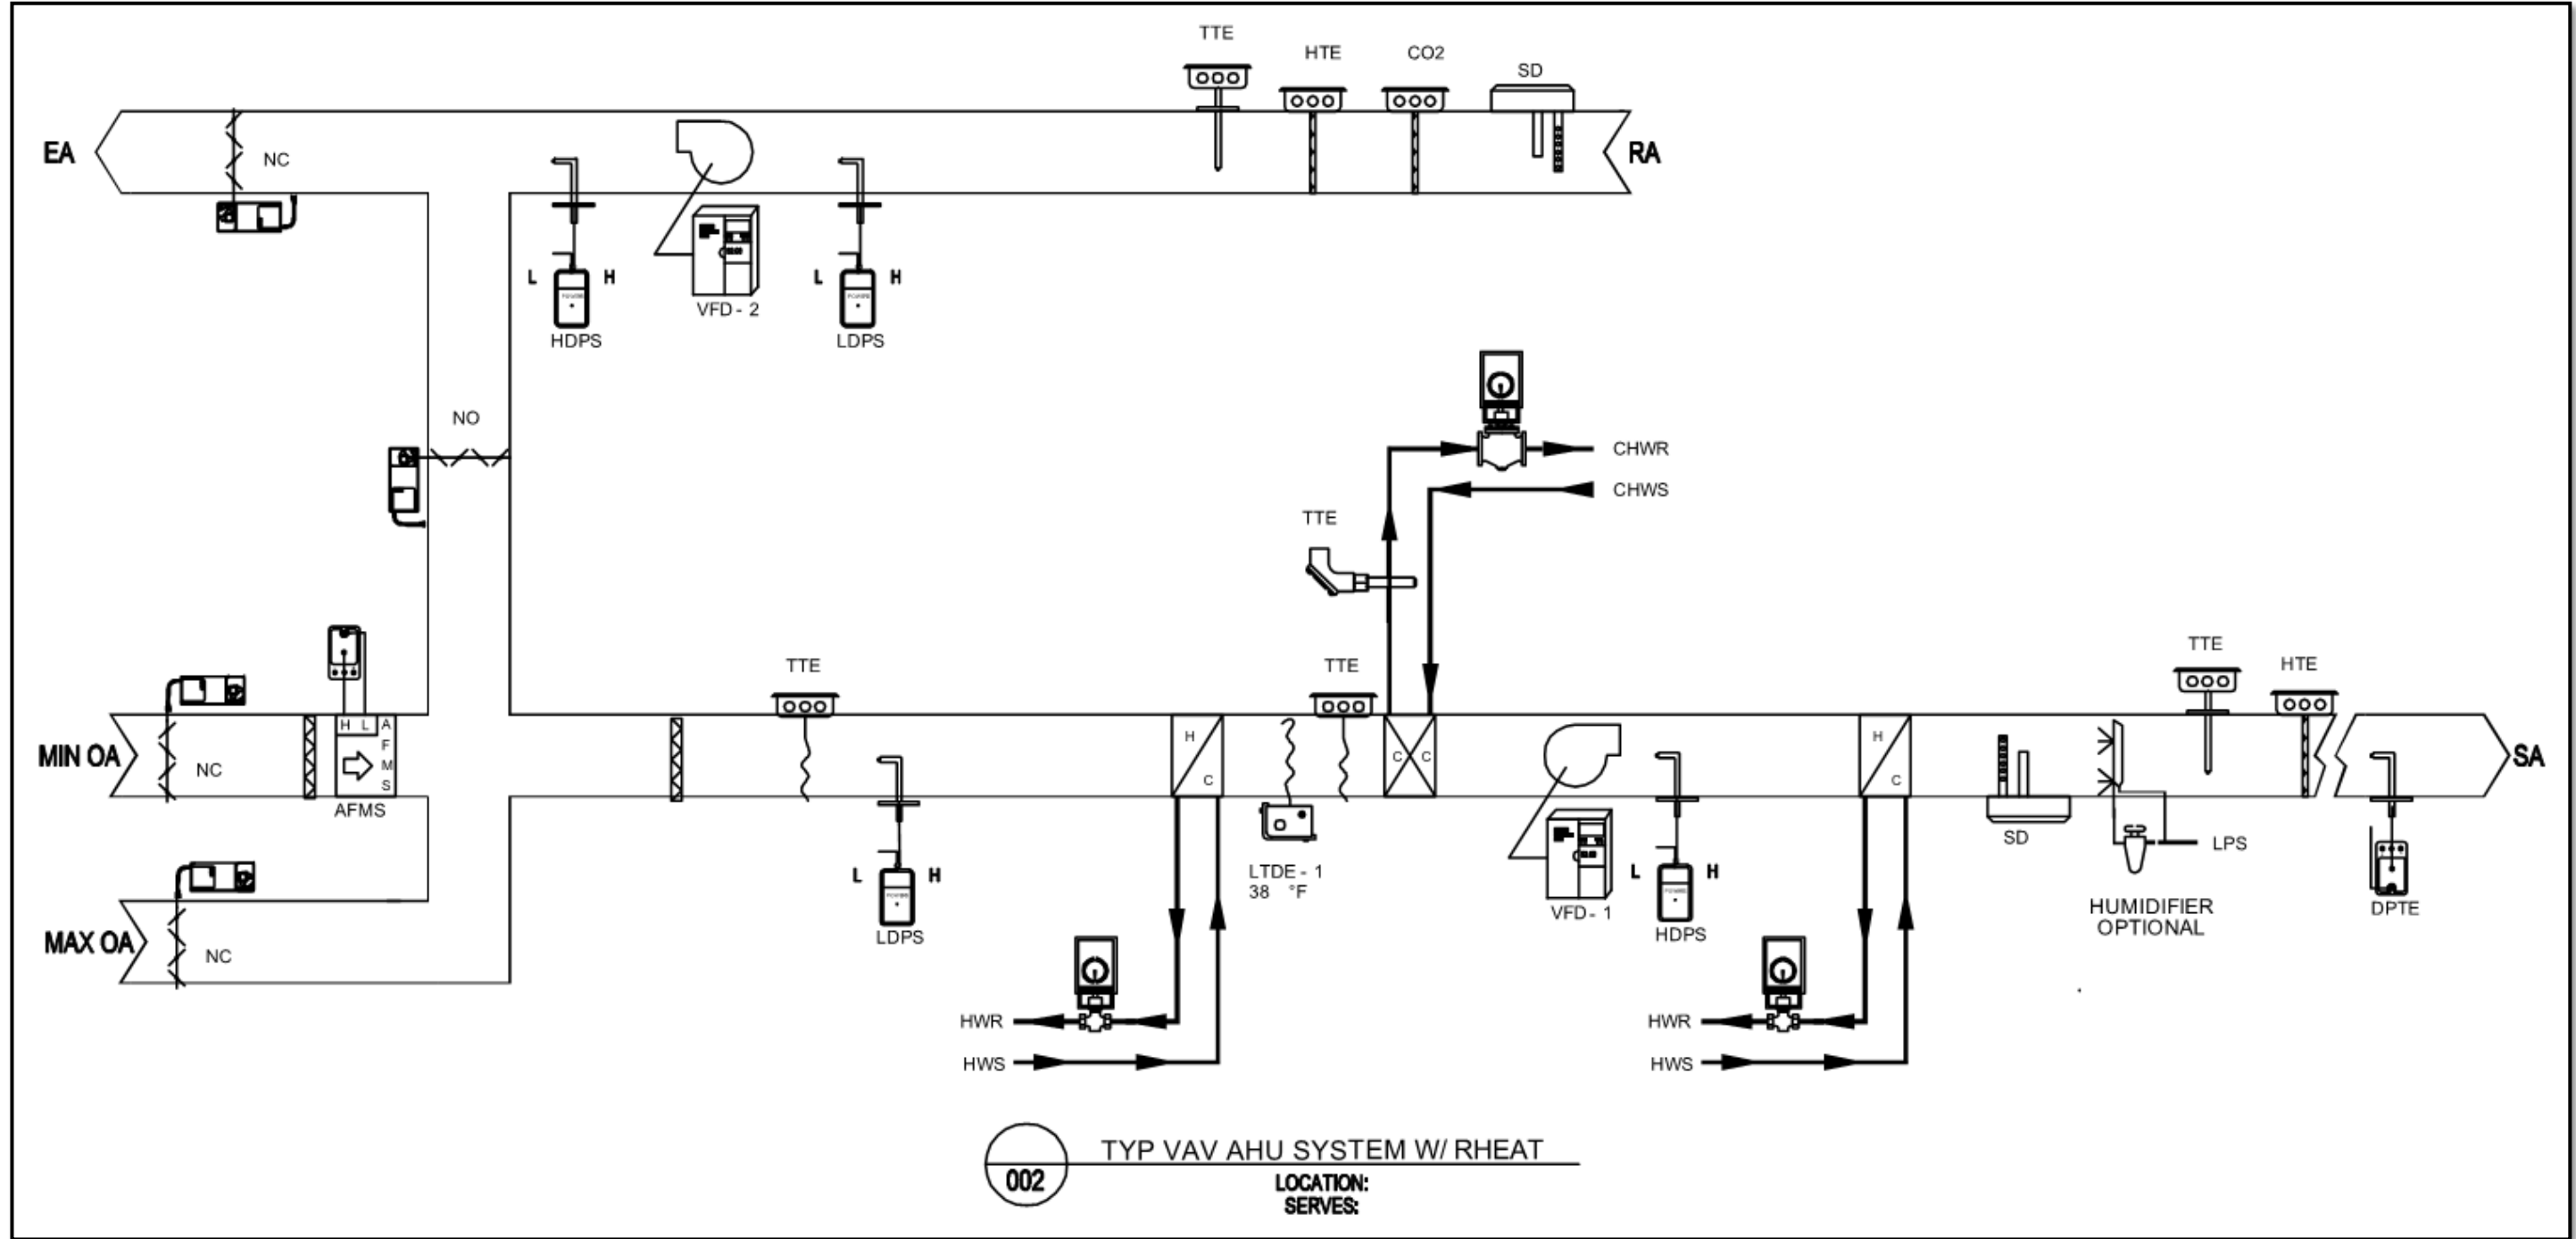 TTE
HTE
CO2
SD
EA
NC
RA
L H
HDPS
VFD - 2
L H
LDPS
NO
CHWR
CHWS
TTE
TTE
TTE
TTE
HTE
MIN OA
NC
H L A
F
M
S
AFMS
H
C
C C
H
C
SA
SD
LPS
L H
LDPS
LTDE - 1
38 °F
VFD - 1
L H
HDPS
HUMIDIFIER
OPTIONAL
DPTE
MAX OA
NC
HWR
HWS
HWR
HWS
TYP VAV AHU SYSTEM W/ RHEAT
002
LOCATION:
SERVES: